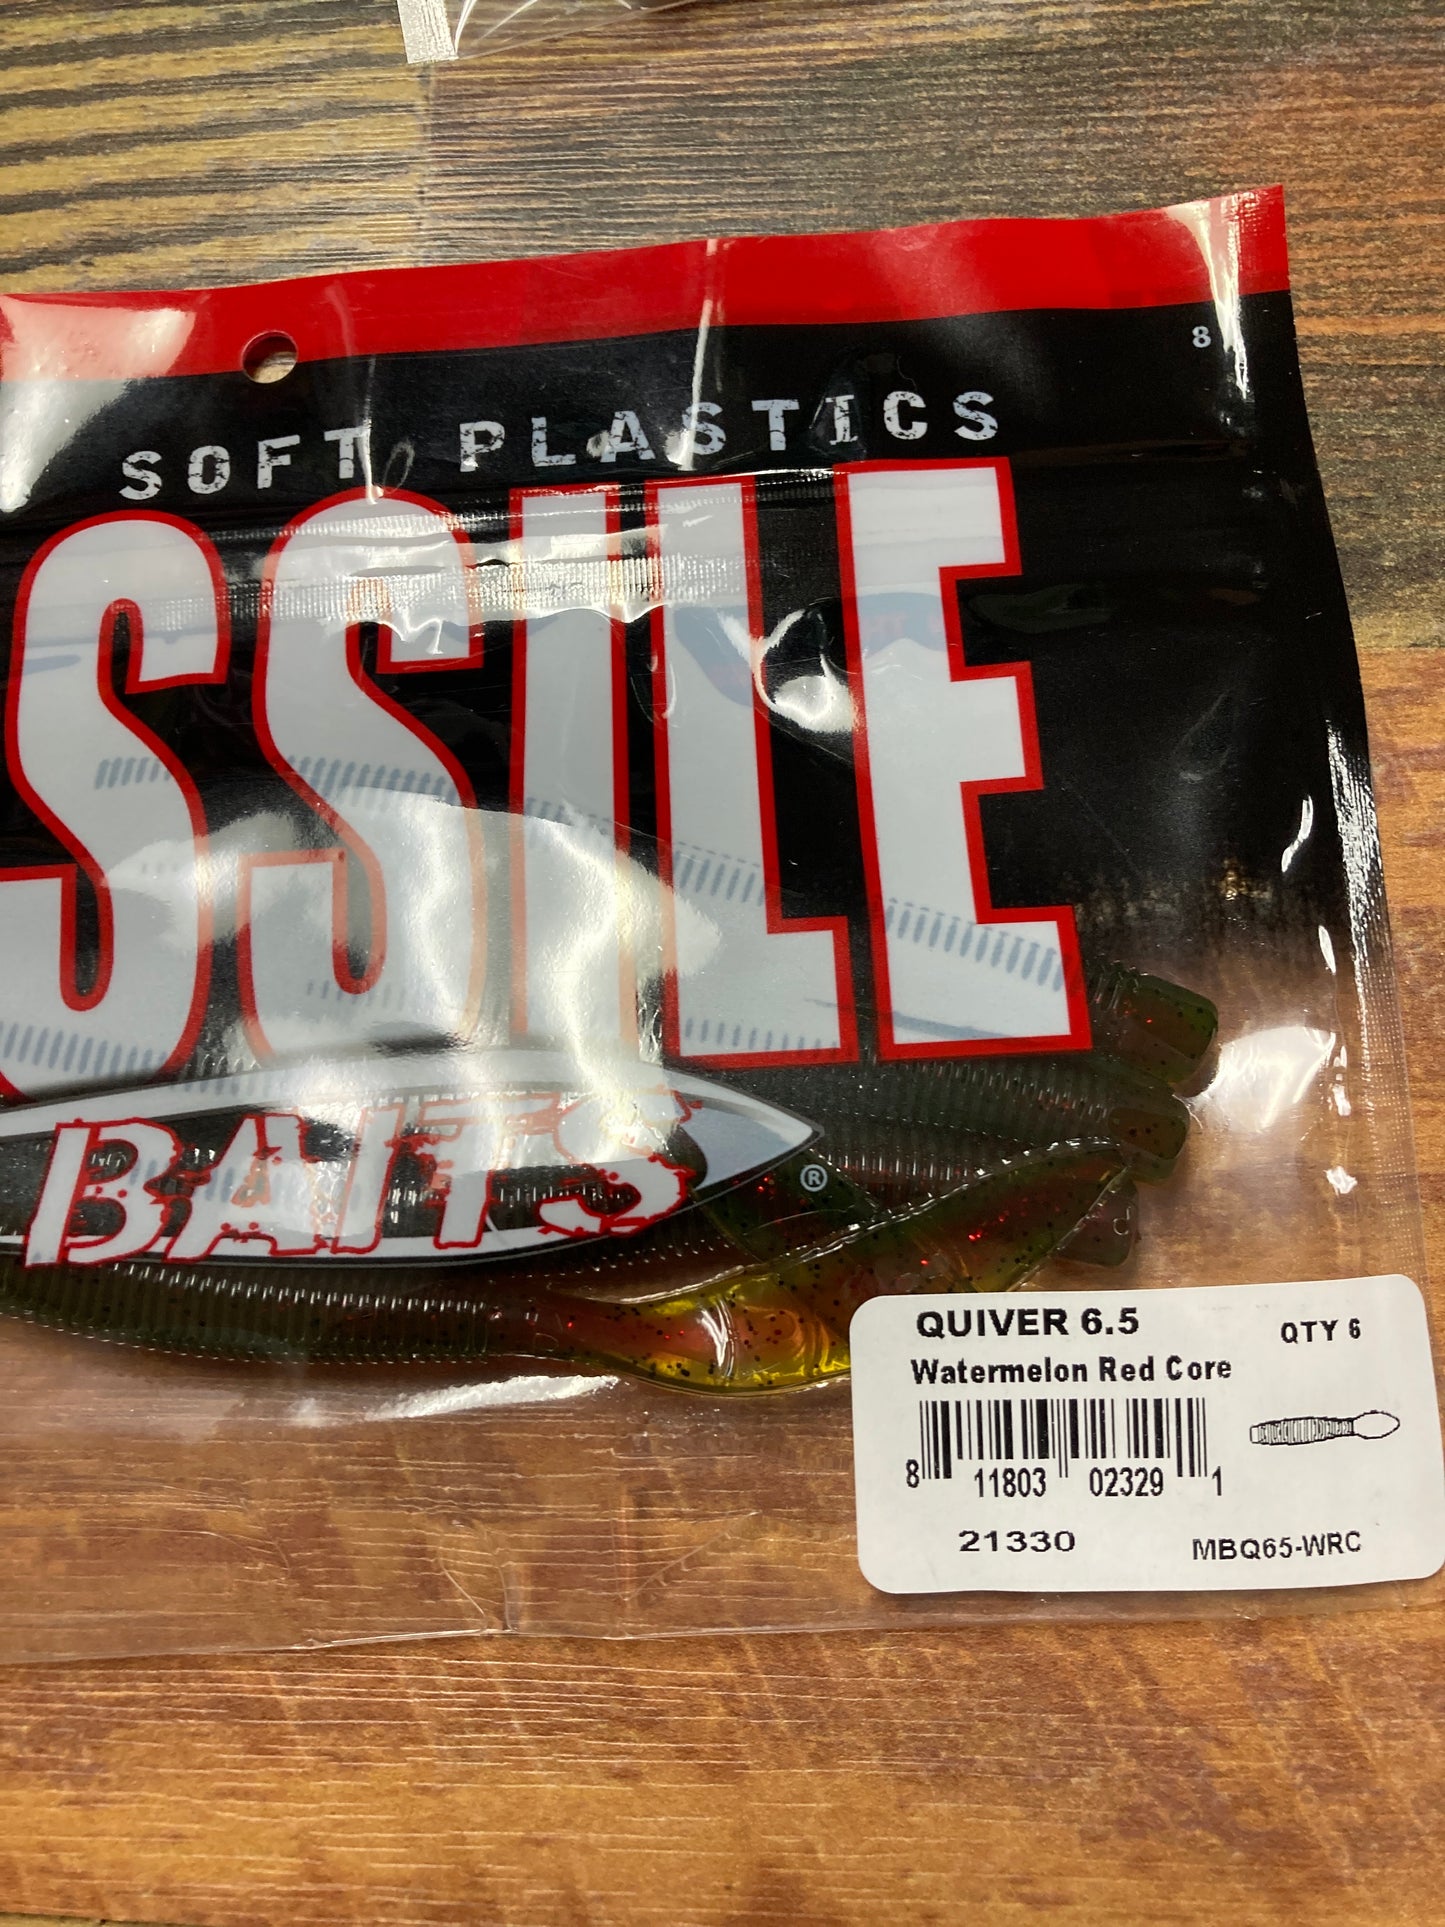 8
SOFT PLASTICS
SSILE
BAITS
®
QUIVER 6.5
QTY 6
Watermelon Red Core
8 11803 02329 1
21330
MBQ65-WRC